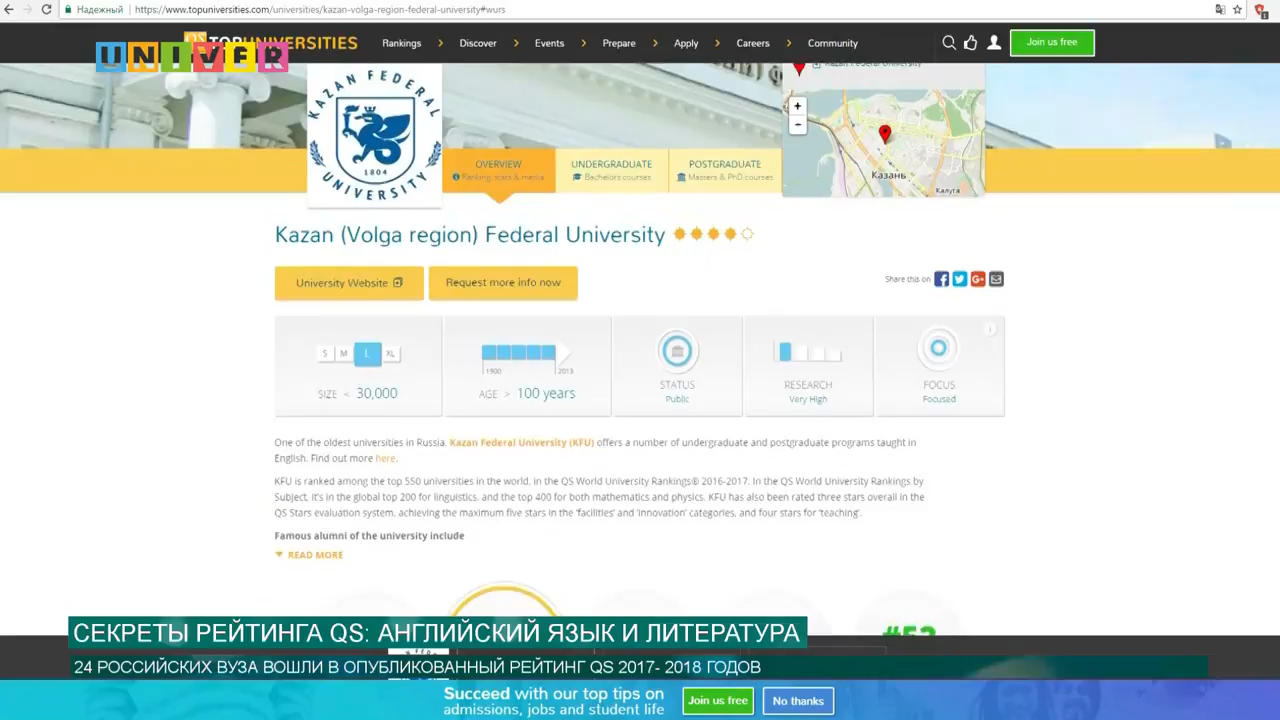 Надежный
https://www.topuniversities.com/universities/kazan-volga-region-federal-university#wurs
QS TOPUNIVERSITIES
UNIVER
Rankings
Discover
Events
Prepare
Apply
Careers
Community
Join us free
KAZAN FEDERAL
1804
UNIVERSITY
Kazan Federal University
+
-
Казань
Калуга
OVERVIEW
Ranking, stats & media
UNDERGRADUATE
Bachelors courses
POSTGRADUATE
Masters & PhD courses
Kazan (Volga region) Federal University
University Website
Request more info now
Share this on
S M L XL
SIZE < 30,000
1900 2013
AGE > 100 years
STATUS
Public
RESEARCH
Very High
FOCUS
Focused
One of the oldest universities in Russia, Kazan Federal University (KFU) offers a number of undergraduate and postgraduate programs taught in
English. Find out more here.
KFU is ranked among the top 550 universities in the world, in the QS World University Rankings® 2016-2017. In the QS World University Rankings by
Subject, it's in the global top 200 for linguistics, and the top 400 for both mathematics and physics. KFU has also been rated three stars overall in the
QS Stars evaluation system, achieving the maximum five stars in the 'facilities' and 'innovation' categories, and four stars for 'teaching'.
Famous alumni of the university include
READ MORE
СЕКРЕТЫ РЕЙТИНГА QS: АНГЛИЙСКИЙ ЯЗЫК И ЛИТЕРАТУРА
24 РОССИЙСКИХ ВУЗА ВОШЛИ В ОПУБЛИКОВАННЫЙ РЕЙТИНГ QS 2017- 2018 ГОДОВ
Succeed with our top tips on
admissions, jobs and student life
Join us free
No thanks